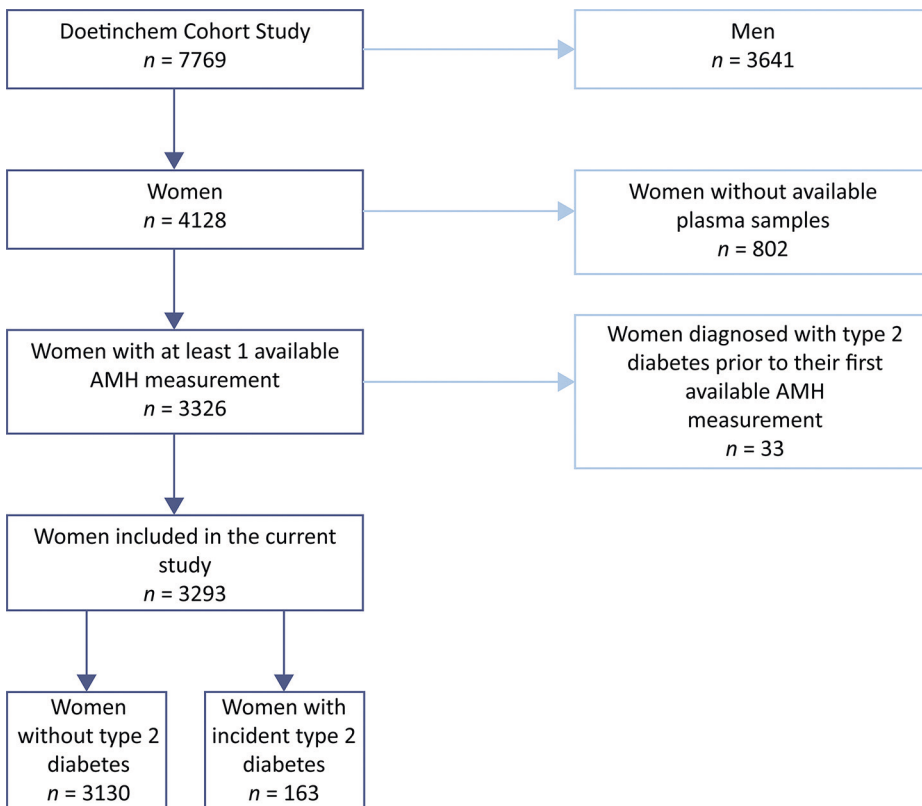 Doetinchem Cohort Study
n = 7769
Men
n = 3641
Women
n = 4128
Women without available
plasma samples
n = 802
Women with at least 1 available
AMH measurement
n = 3326
Women diagnosed with type 2
diabetes prior to their first
available AMH
measurement
n = 33
Women included in the current
study
n = 3293
Women
without type 2
diabetes
n = 3130
Women with
incident type 2
diabetes
n = 163